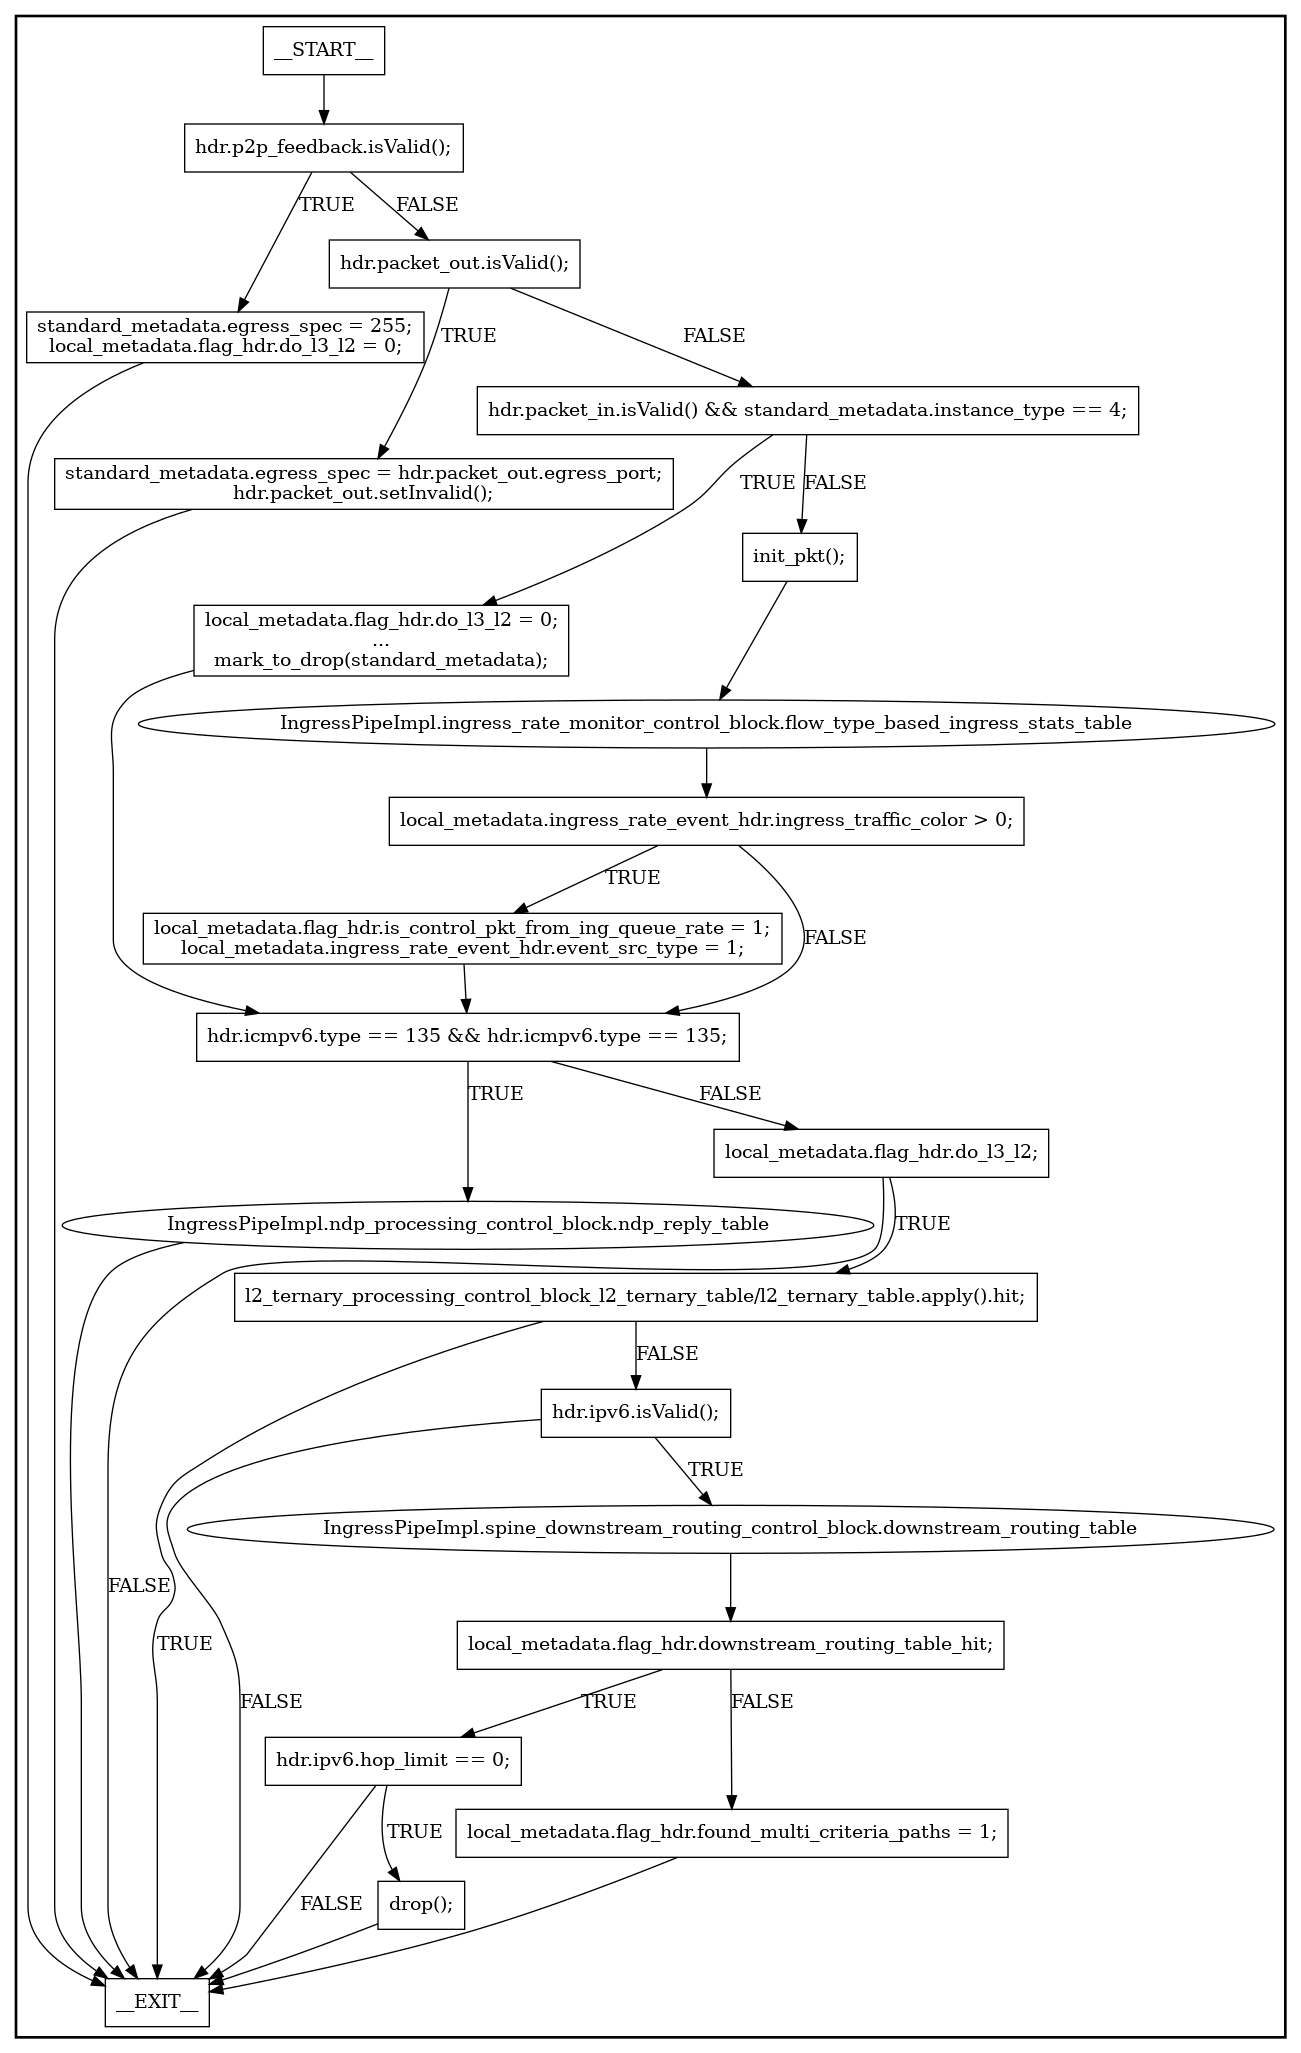 __START__
hdr.p2p_feedback.isValid();
TRUE
FALSE
hdr.packet_out.isValid();
standard_metadata.egress_spec = 255;
local_metadata.flag_hdr.do_l3_l2 = 0;
TRUE
FALSE
hdr.packet_in.isValid() && standard_metadata.instance_type == 4;
standard_metadata.egress_spec = hdr.packet_out.egress_port;
hdr.packet_out.setInvalid();
TRUE
FALSE
init_pkt();
local_metadata.flag_hdr.do_l3_l2 = 0;
...
mark_to_drop(standard_metadata);
IngressPipeImpl.ingress_rate_monitor_control_block.flow_type_based_ingress_stats_table
local_metadata.ingress_rate_event_hdr.ingress_traffic_color > 0;
TRUE
local_metadata.flag_hdr.is_control_pkt_from_ing_queue_rate = 1;
local_metadata.ingress_rate_event_hdr.event_src_type = 1;
FALSE
hdr.icmpv6.type == 135 && hdr.icmpv6.type == 135;
TRUE
FALSE
local_metadata.flag_hdr.do_l3_l2;
IngressPipeImpl.ndp_processing_control_block.ndp_reply_table
TRUE
l2_ternary_processing_control_block_l2_ternary_table/l2_ternary_table.apply().hit;
FALSE
hdr.ipv6.isValid();
TRUE
IngressPipeImpl.spine_downstream_routing_control_block.downstream_routing_table
FALSE
TRUE
local_metadata.flag_hdr.downstream_routing_table_hit;
FALSE
TRUE
FALSE
hdr.ipv6.hop_limit == 0;
TRUE
local_metadata.flag_hdr.found_multi_criteria_paths = 1;
FALSE
drop();
__EXIT__